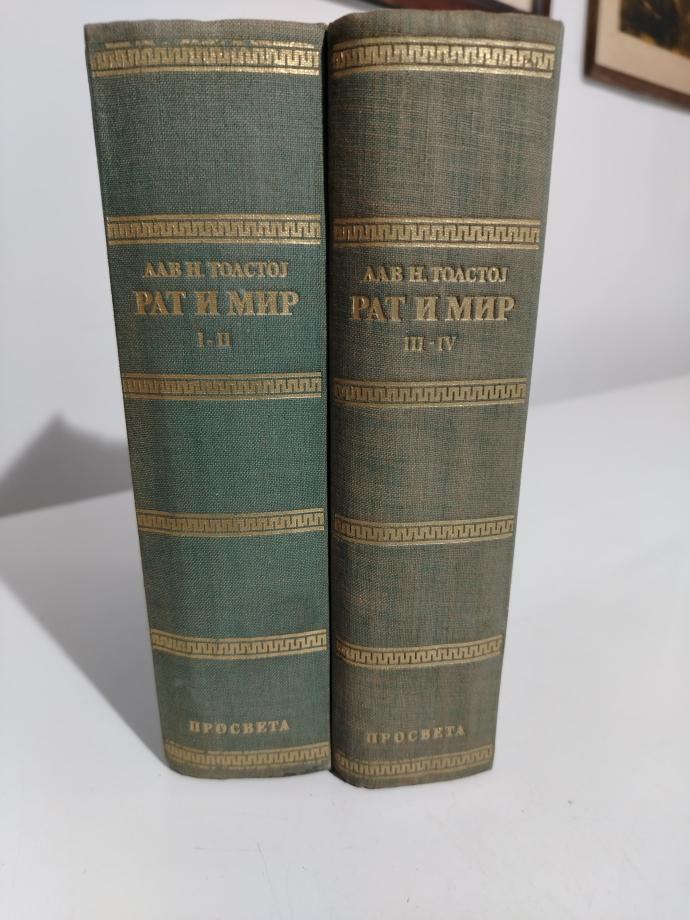 ЛАВ Н. ТОЛСТОЈ
РАТ И МИР
I-II
ПРОСВЕТА
ЛАВ Н. ТОЛСТОЈ
РАТ И МИР
III-IV
ПРОСВЕТА